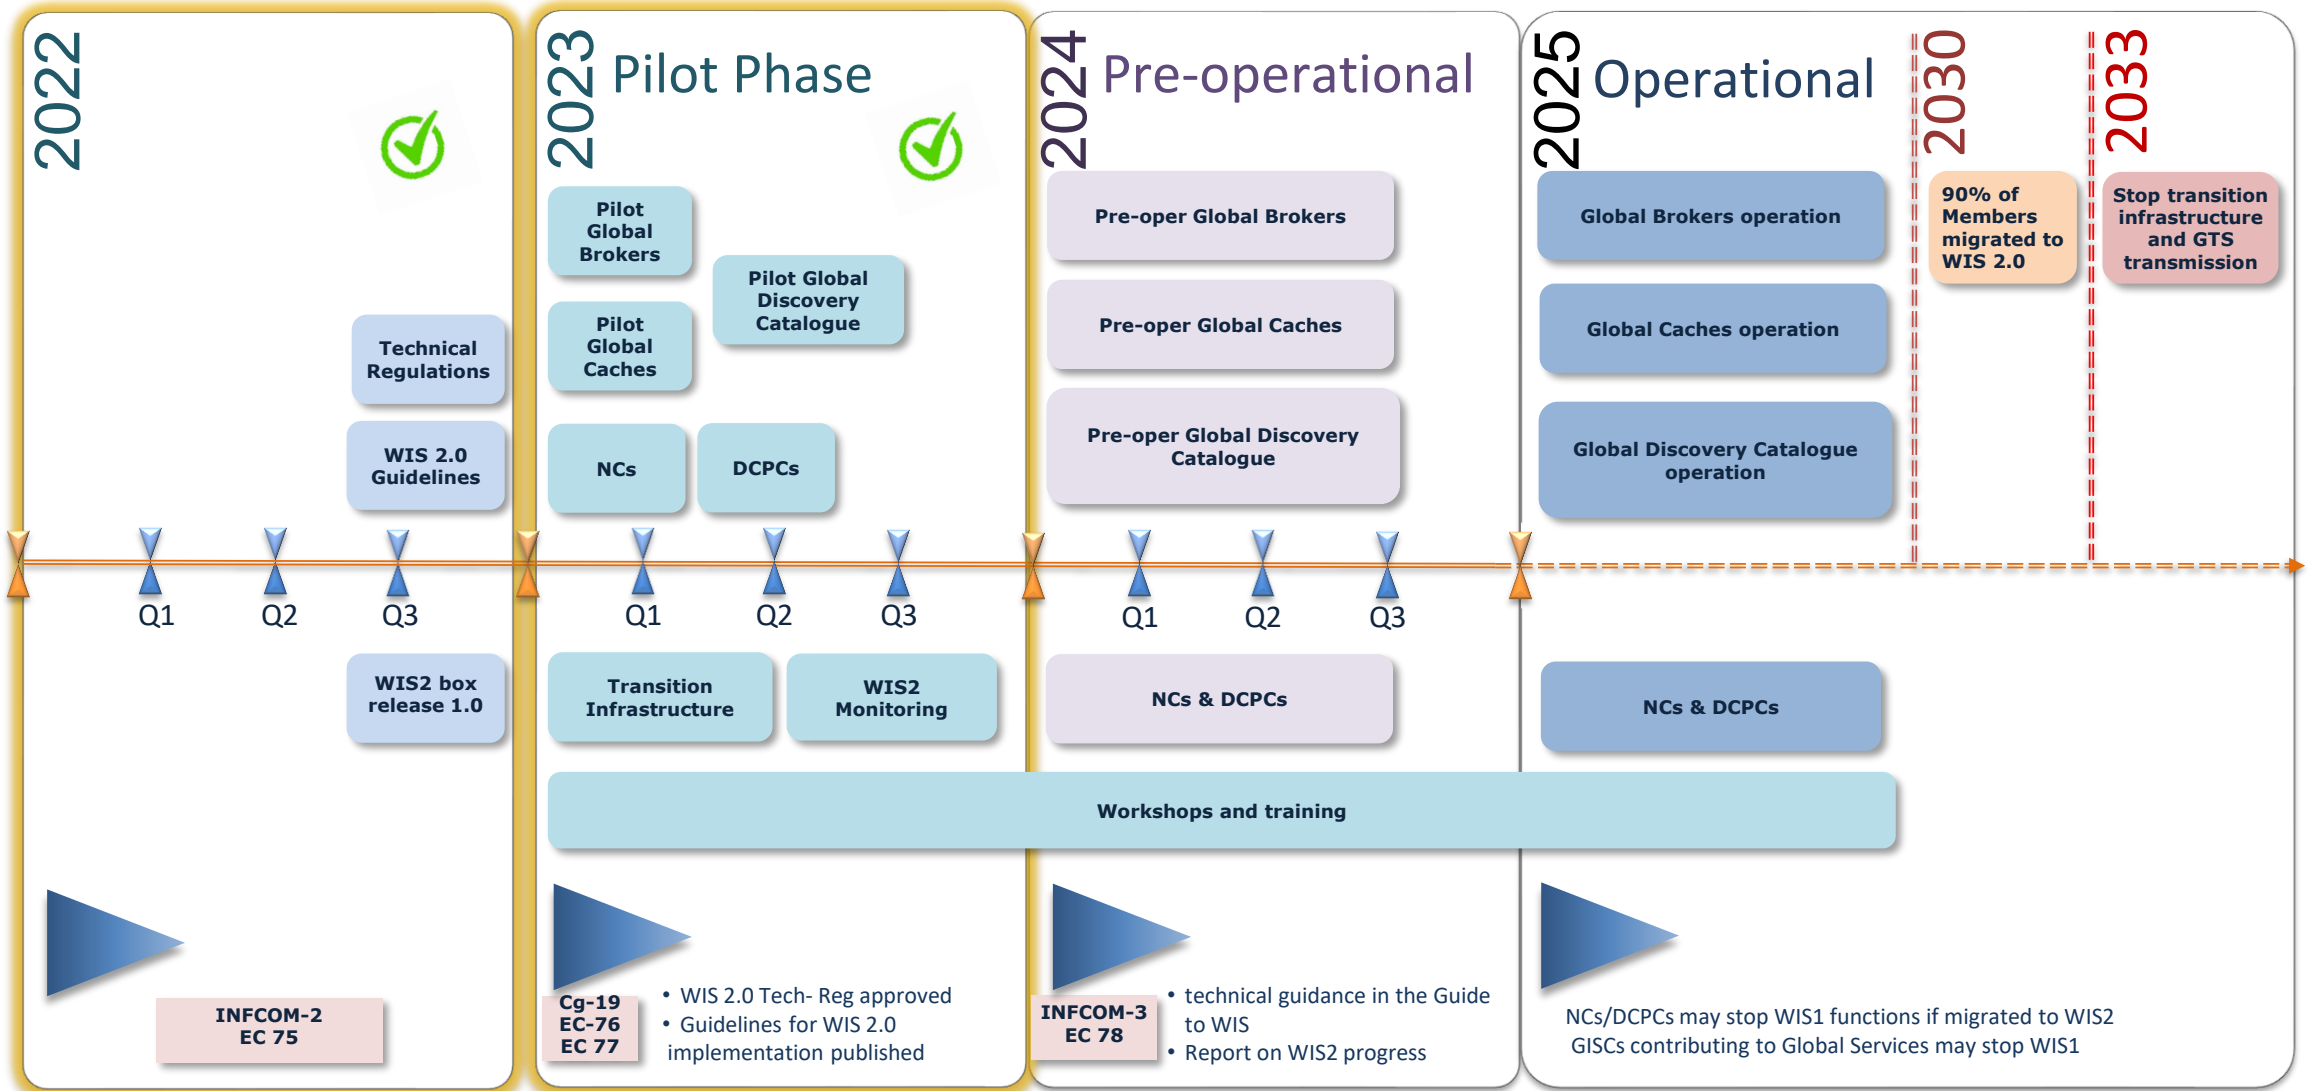 2022
Technical
Regulations
WIS 2.0
Guidelines
Q1
Q2
Q3
WIS2 box
release 1.0
INFCOM-2
EC 75
2023
Pilot Phase
Pilot
Global
Brokers
Pilot Global
Discovery
Catalogue
Pilot
Global
Caches
NCs
DCPCs
Q1
Q2
Q3
Transition
Infrastructure
WIS2
Monitoring
Workshops and training
Cg-19
EC-76
EC 77
• WIS 2.0 Tech- Reg approved
• Guidelines for WIS 2.0
implementation published
2024
Pre-operational
Pre-oper Global Brokers
Pre-oper Global Caches
Pre-oper Global Discovery
Catalogue
Q1
Q2
Q3
NCs & DCPCs
INFCOM-3
EC 78
• technical guidance in the Guide
to WIS
• Report on WIS2 progress
2025
Operational
Global Brokers operation
Global Caches operation
Global Discovery Catalogue
operation
NCs & DCPCs
NCs/DCPCs may stop WIS1 functions if migrated to WIS2
GISCs contributing to Global Services may stop WIS1
2030
90% of
Members
migrated to
WIS 2.0
2033
Stop transition
infrastructure
and GTS
transmission